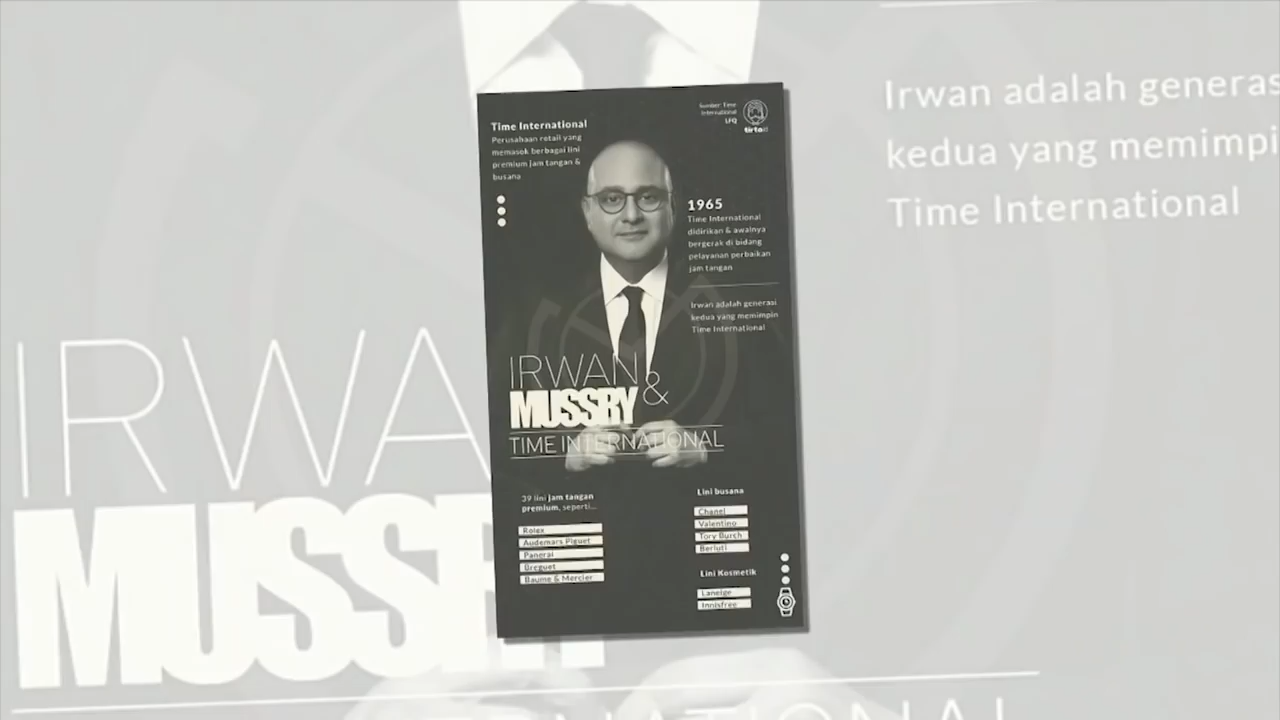 Irwan adalah generas
kedua yang memimpi
Time International
IRWA
MUSSRY
Time International
Perusahaan retail yang
memasok berbagai lini
premium jam tangan &
busana
Sumber: Time
International
LFQ
tirto.id
1965
Time International
didirikan & awalnya
bergerak di bidang
pelayanan perbaikan
jam tangan
Irwan adalah generasi
kedua yang memimpin
Time International
IRWAN
MUSSRY &
TIME INTERNATIONAL
39 lini jam tangan
premium, seperti...
Rolex
Audemars Piguet
Panerai
Breguet
Baume & Mercier
Lini busana
Chanel
Valentino
Tory Burch
Berluti
Lini Kosmetik
Laneige
Innisfree